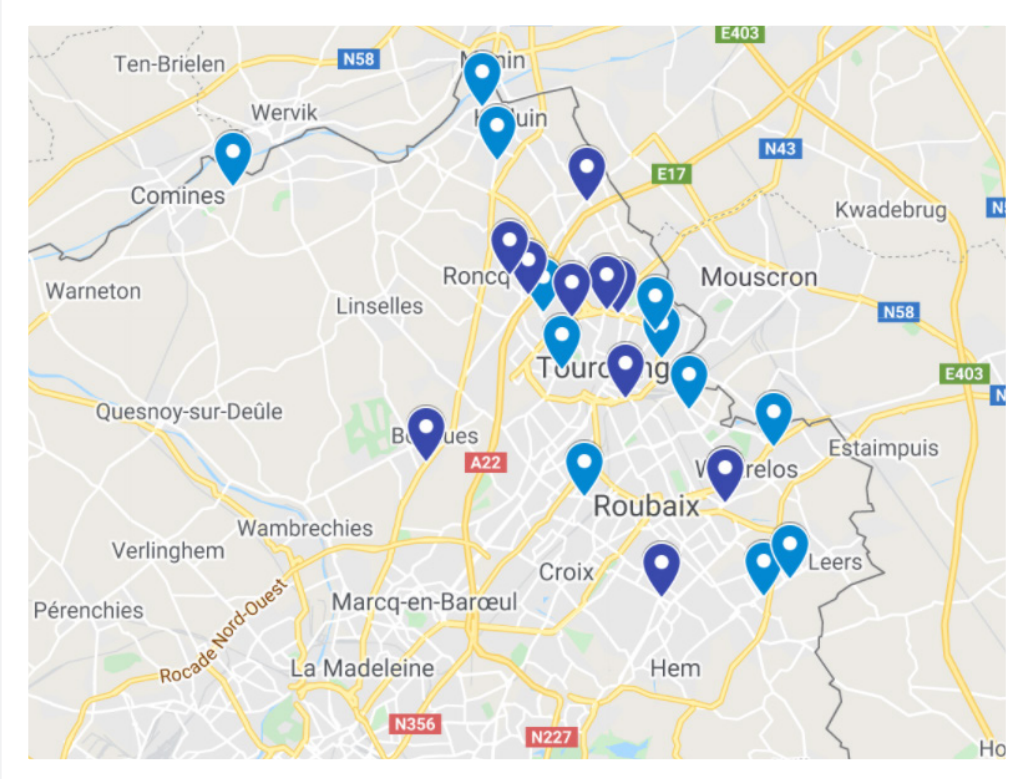 E403
Ten-Brielen
N58
Wervik
N43
E17
Comines
Kwadebrug
Roncq
Mouscron
Warneton
Linselles
N58
E403
Quesnoy-sur-Deûle
Estaimpuis
A22
Roubaix
Wambrechies
Verlinghem
Croix
Leers
Marcq-en-Barœul
Pérenchies
Rocade Nord-Ouest
La Madeleine
Hem
N356
N227